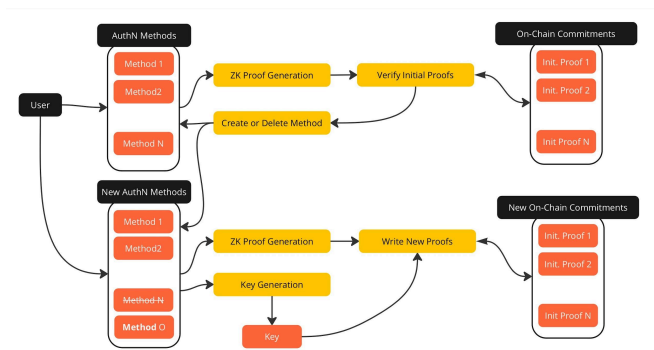 AuthN Methods
Method 1
Method2
Method N
User
ZK Proof Generation
Verify Initial Proofs
Create or Delete Method
On-Chain Commitments
Init. Proof 1
Init. Proof 2
Init Proof N
New AuthN Methods
Method 1
Method2
Method N
Method O
ZK Proof Generation
Write New Proofs
Key Generation
Key
New On-Chain Commitments
Init. Proof 1
Init. Proof 2
Init Proof N